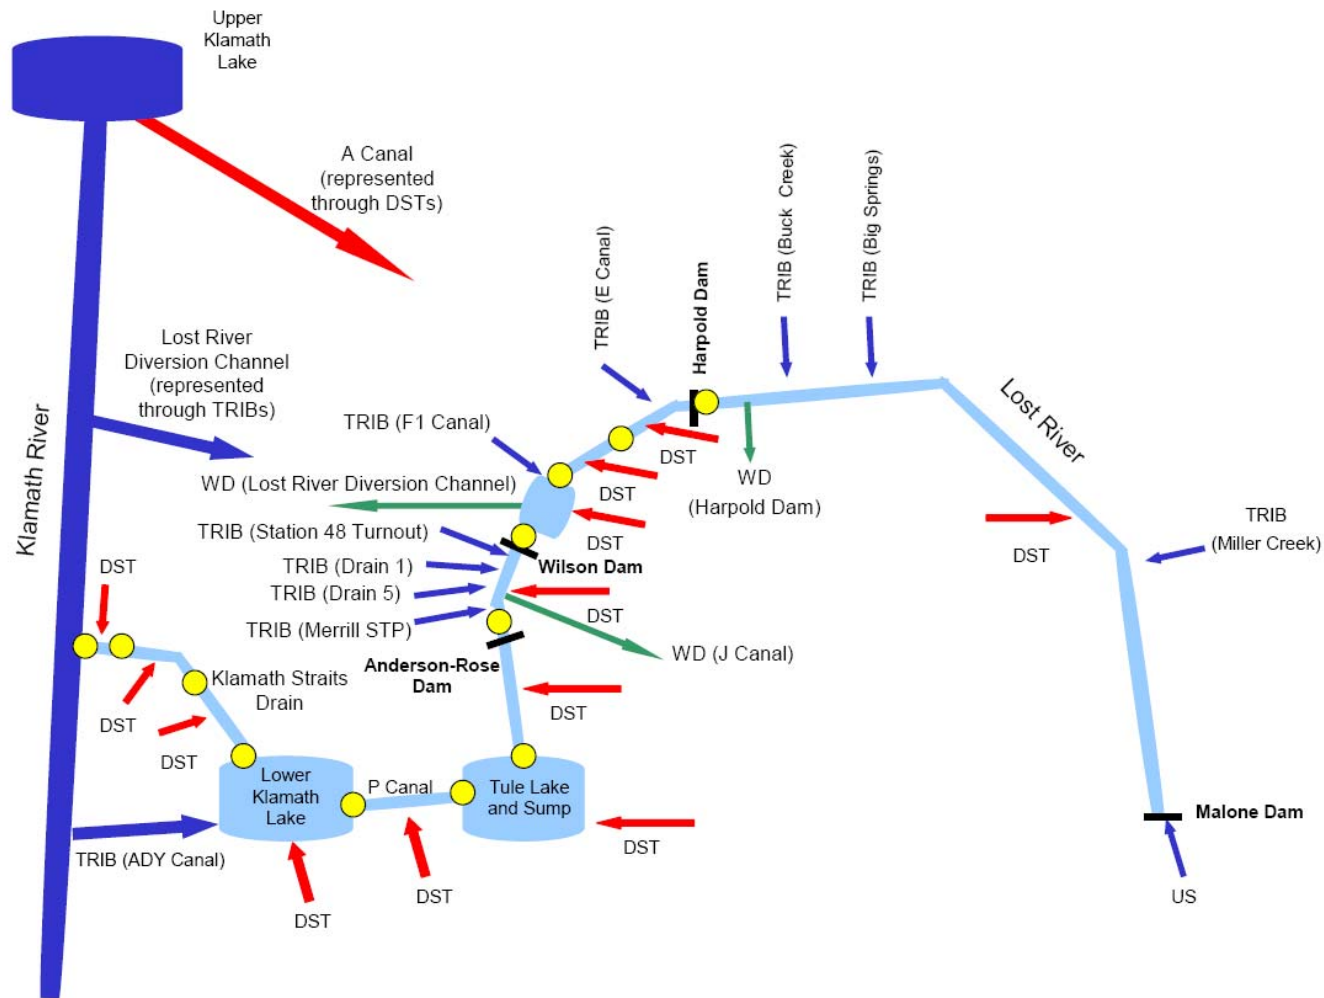 Upper
Klamath
Lake
A Canal
(represented
through DSTs)
Lost River
Diversion Channel
(represented
through TRIBs)
Klamath River
TRIB (E Canal)
Harpold Dam
TRIB (Buck Creek)
TRIB (Big Springs)
Lost River
TRIB (F1 Canal)
DST
WD
(Harpold Dam)
WD (Lost River Diversion Channel)
DST
TRIB (Station 48 Turnout)
DST
TRIB
(Miller Creek)
DST
Wilson Dam
TRIB (Drain 1)
TRIB (Drain 5)
DST
TRIB (Merrill STP)
WD (J Canal)
Anderson-Rose
Dam
DST
Klamath Straits
Drain
DST
DST
DST
Lower
Klamath
Lake
P Canal
Tule Lake
and Sump
DST
Malone Dam
TRIB (ADY Canal)
DST
DST
US